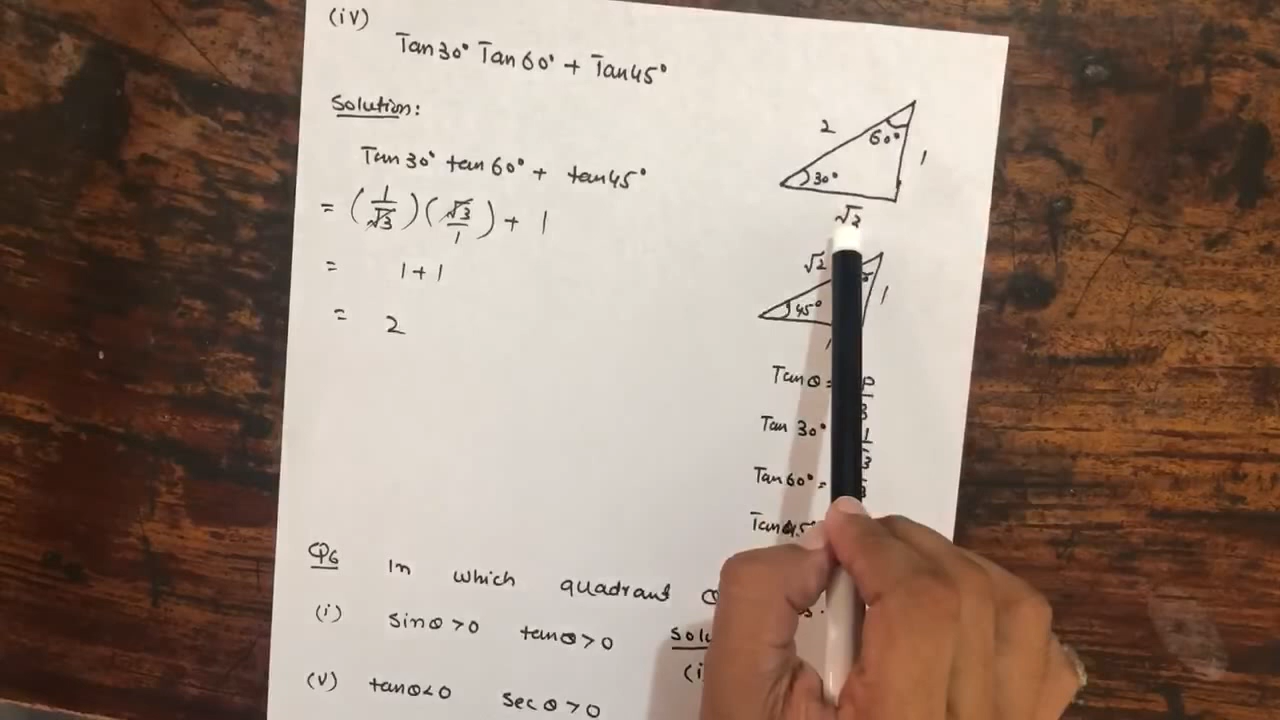 (iv)
Tan30° Tan60° + Tan45°
Solution:
Tan30° tan60° + tan45°
= (1/√3)(√3/1) + 1
= 1+1
= 2
2
60°
1
30°
√3
√2
45°
1
1
Tanθ = P
Tan 30° 1
Tan60° =
Tan45°
Q6 In which quadrant
(i) sinθ>0 tanθ>0
(v) tanθ<0 secθ>0